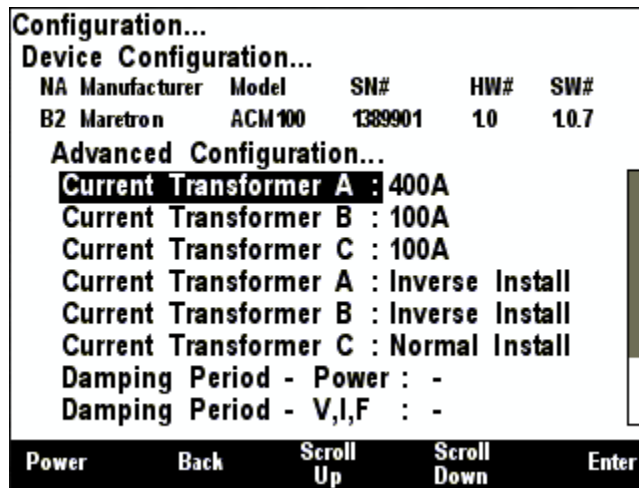 Configuration...
Device Configuration...
NA Manufacturer Model SN# HW# SW#
B2 Maretron ACM100 1389901 1.0 1.0.7
Advanced Configuration...
Current Transformer A : 400A
Current Transformer B : 100A
Current Transformer C : 100A
Current Transformer A : Inverse Install
Current Transformer B : Inverse Install
Current Transformer C : Normal Install
Damping Period - Power : -
Damping Period - V,I,F : -
Power Back Scroll Up Scroll Down Enter